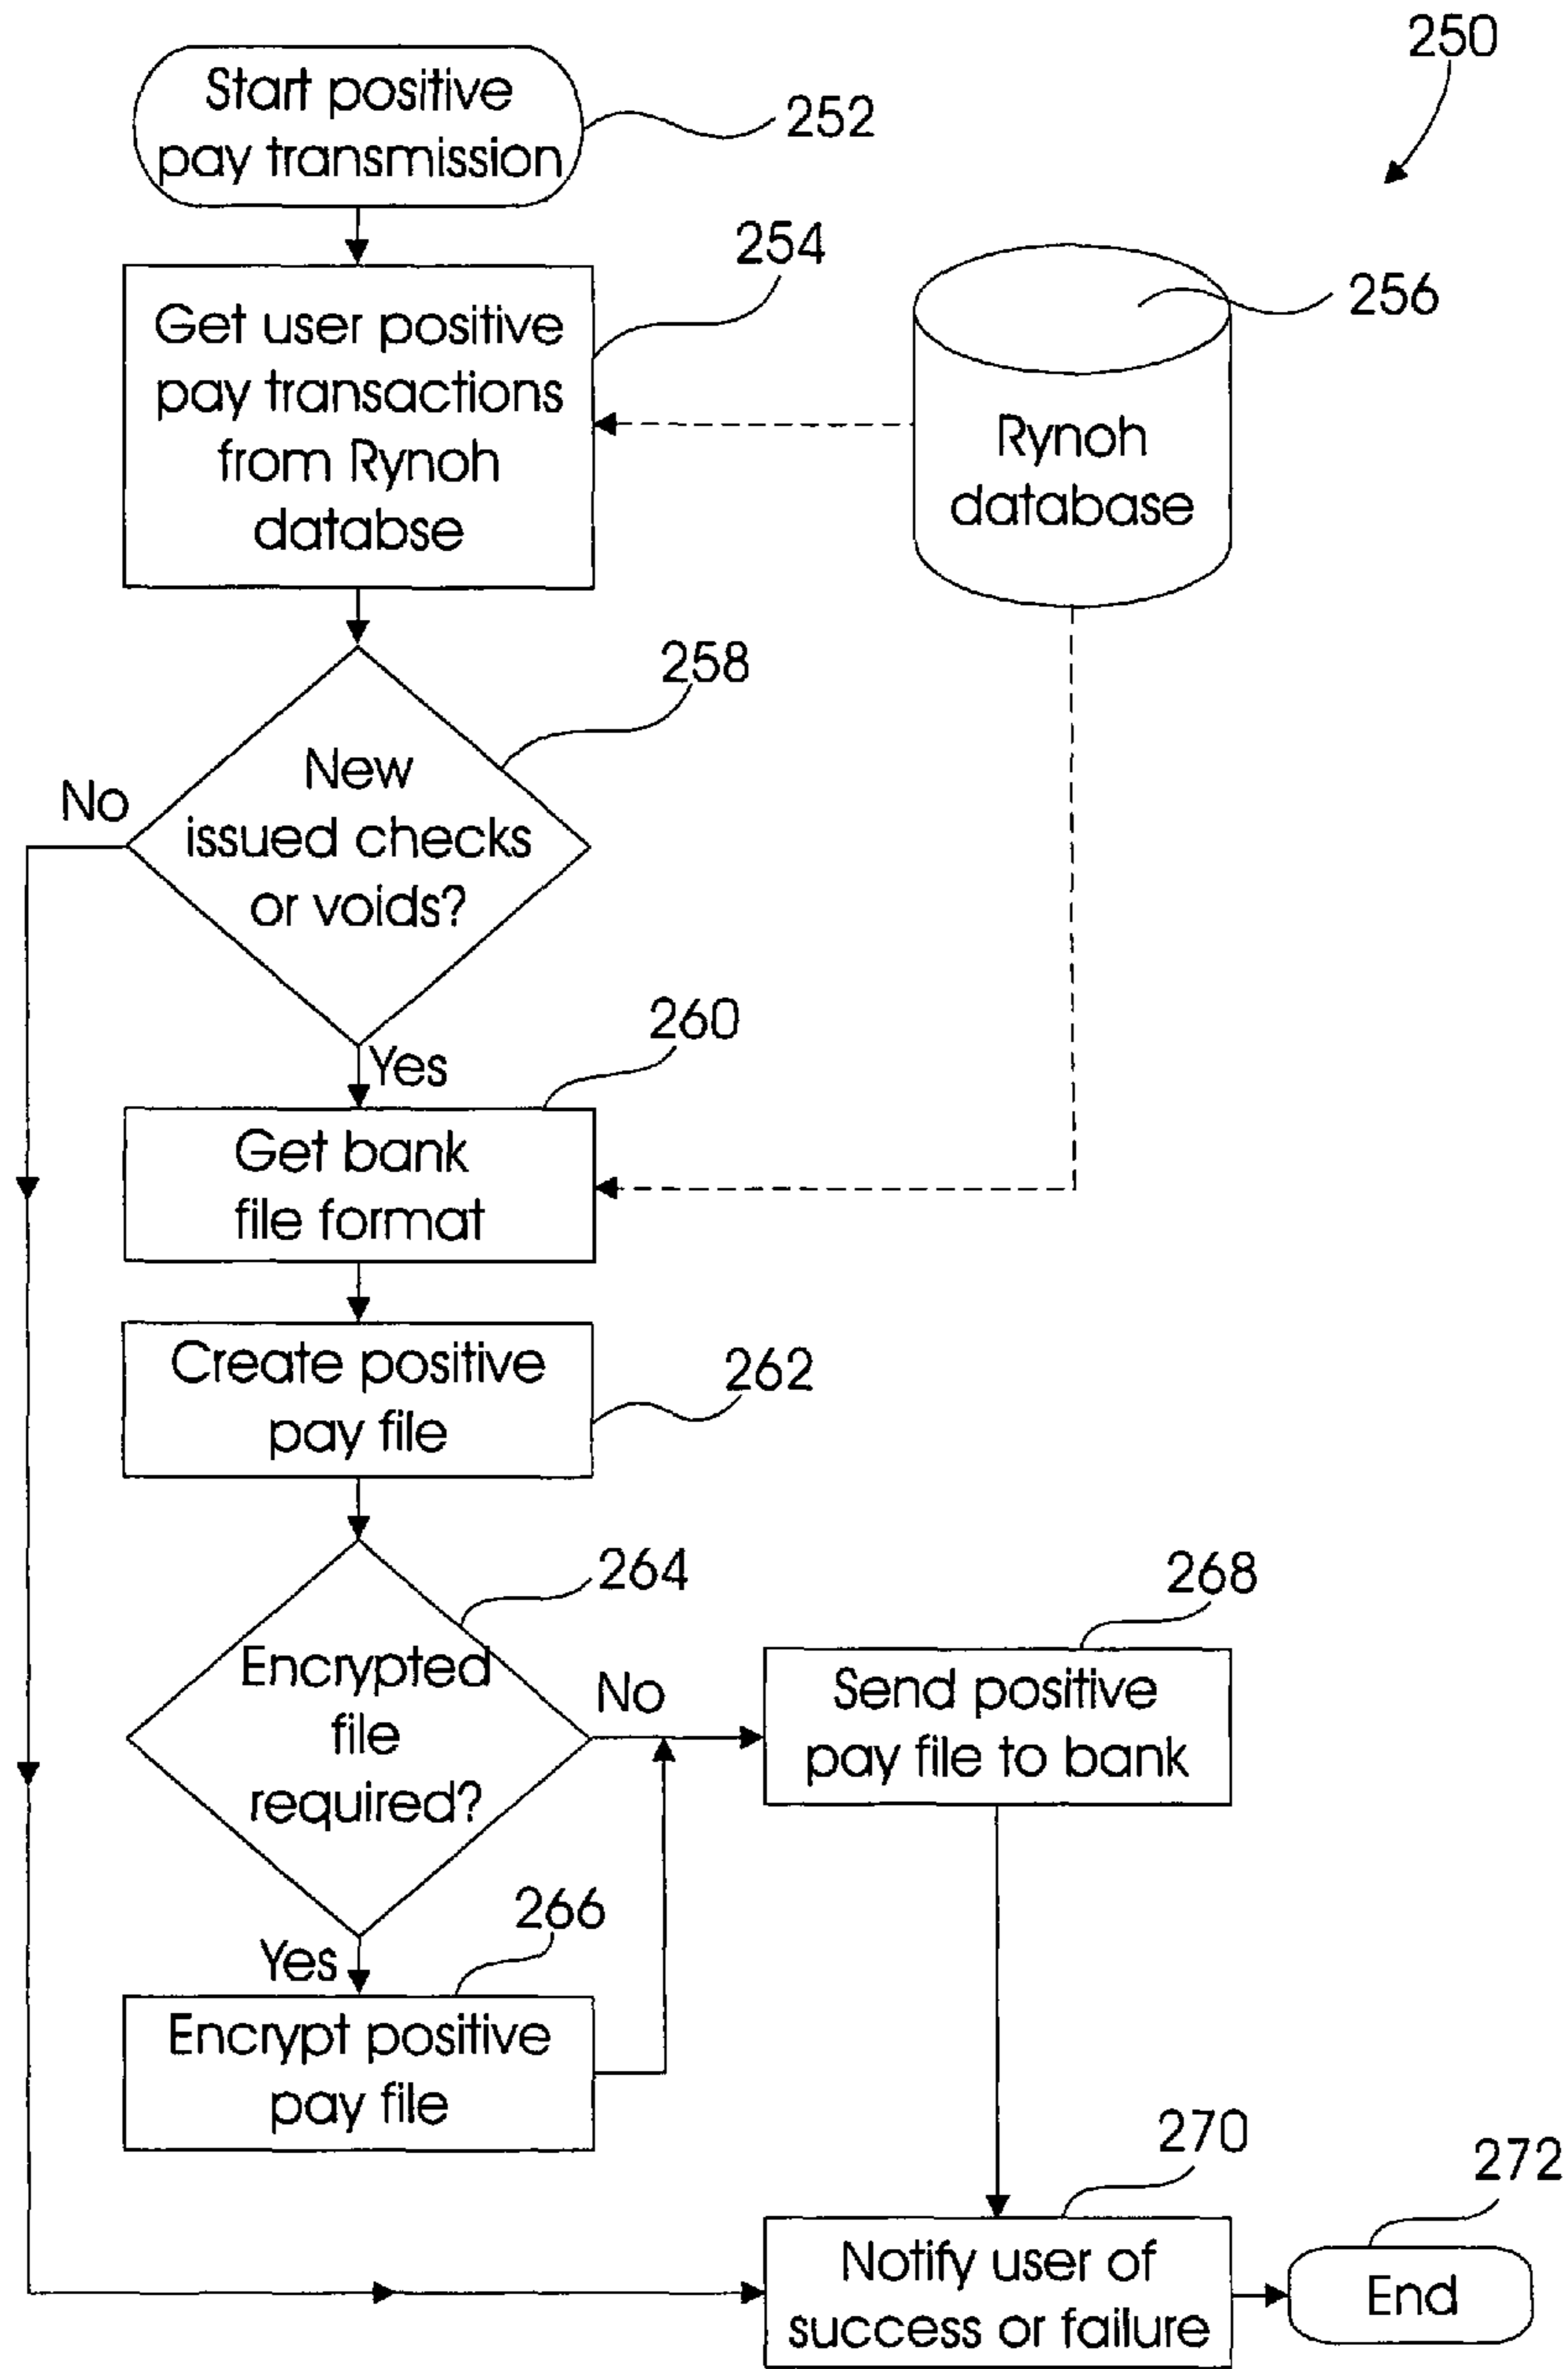 250
Start positive
pay transmission
252
254
Get user positive
pay transactions
from Rynoh
databse
256
Rynoh
database
258
New
issued checks
or voids?
No
Yes
260
Get bank
file format
Create positive
pay file
262
264
Encrypted
file
required?
No
268
Send positive
pay file to bank
Yes
266
Encrypt positive
pay file
270
Notify user of
success or failure
272
End